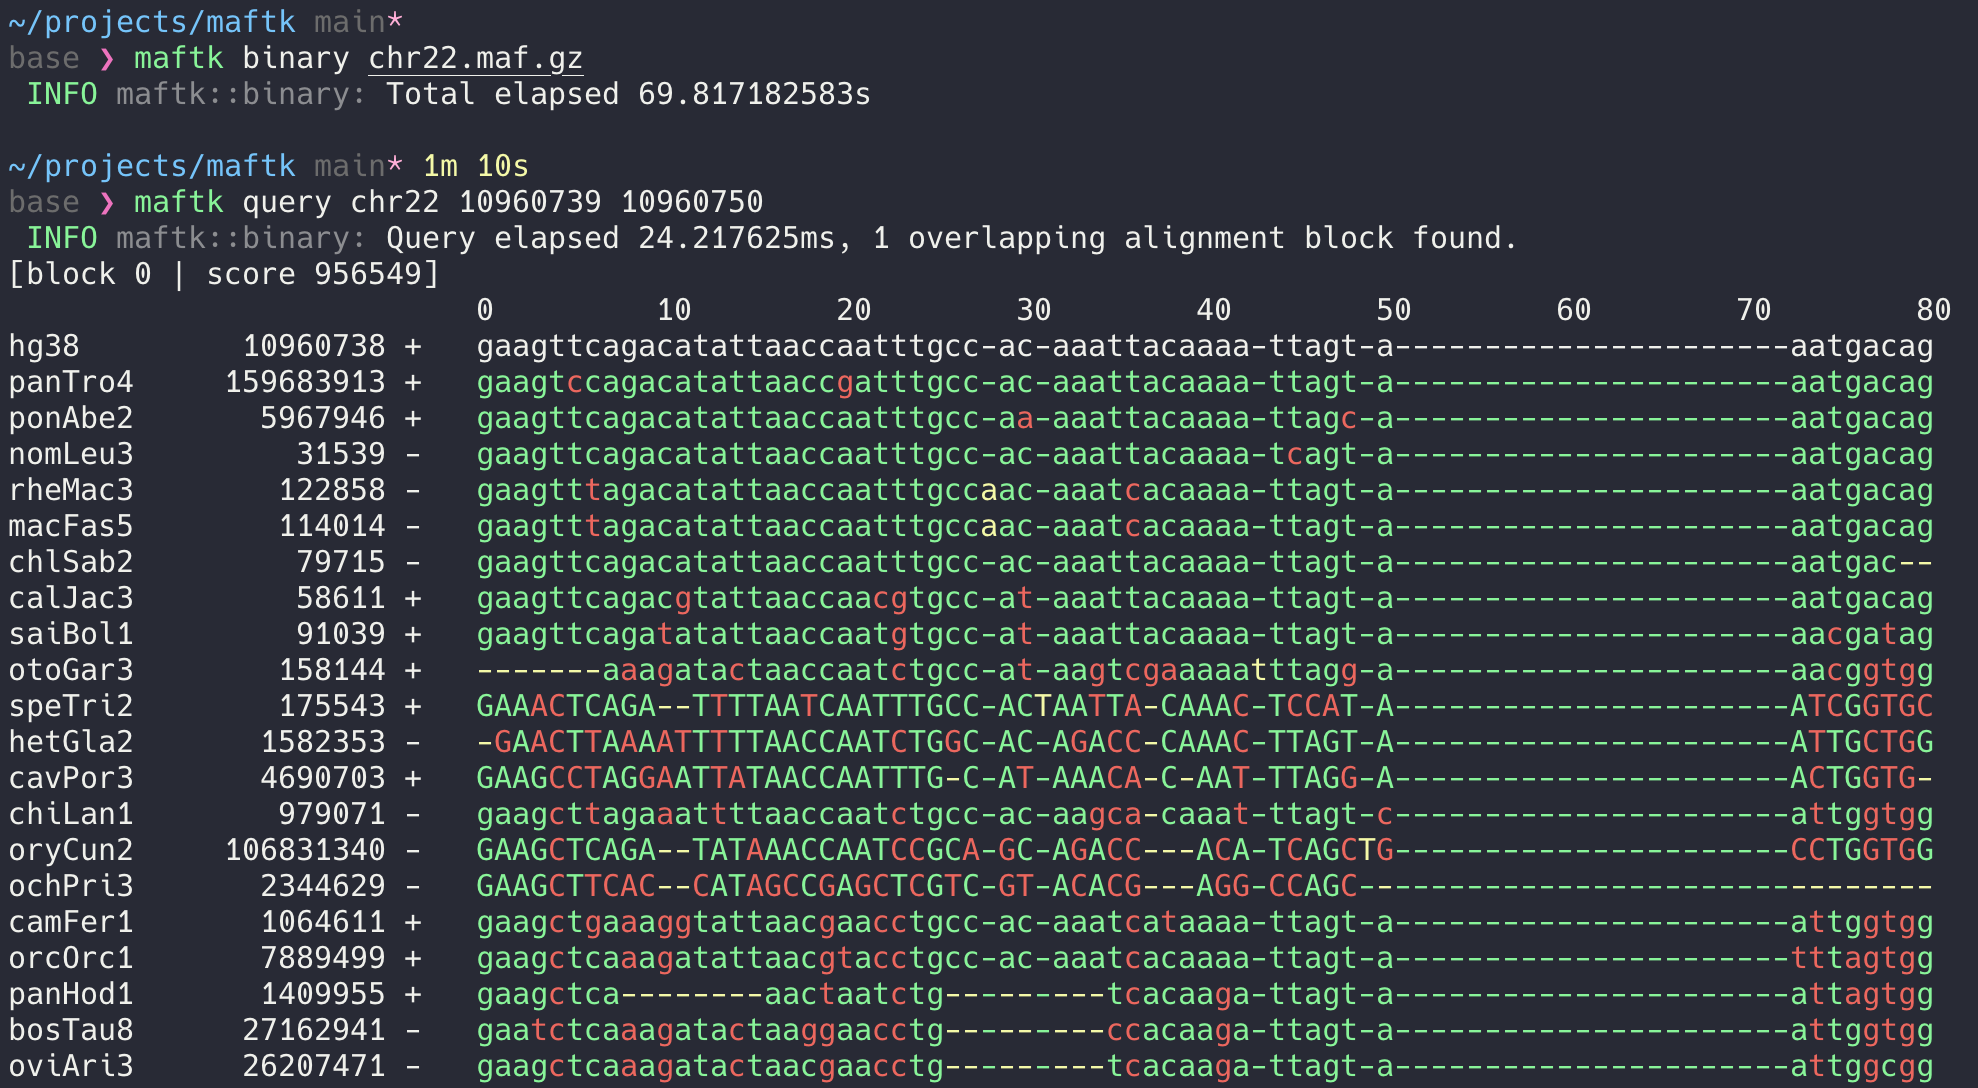 ~/projects/maftk main*
base ❯ maftk binary chr22.maf.gz
INFO maftk::binary: Total elapsed 69.817182583s
~/projects/maftk main* 1m 10s
base ❯ maftk query chr22 10960739 10960750
INFO maftk::binary: Query elapsed 24.217625ms, 1 overlapping alignment block found.
[block 0 | score 956549]
0 10 20 30 40 50 60 70 80
hg38 10960738 + gaagttcagacatattaaccaatttgcc-ac-aaattacaaaa-ttagt-a----------------------aatgacag
panTro4 159683913 + gaagtccagacatattaaccgatttgcc-ac-aaattacaaaa-ttagt-a----------------------aatgacag
ponAbe2 5967946 + gaagttcagacatattaaccaatttgcc-aa-aaattacaaaa-ttagc-a----------------------aatgacag
nomLeu3 31539 - gaagttcagacatattaaccaatttgcc-ac-aaattacaaaa-tcagt-a----------------------aatgacag
rheMac3 122858 - gaagtttagacatattaaccaatttgccaac-aaatcacaaaa-ttagt-a----------------------aatgacag
macFas5 114014 - gaagtttagacatattaaccaatttgccaac-aaatcacaaaa-ttagt-a----------------------aatgacag
chlSab2 79715 - gaagttcagacatattaaccaatttgcc-ac-aaattacaaaa-ttagt-a----------------------aatgac--
calJac3 58611 + gaagttcagacgtattaaccaacgtgcc-at-aaattacaaaa-ttagt-a----------------------aatgacag
saiBol1 91039 + gaagttcagatatattaaccaatgtgcc-at-aaattacaaaa-ttagt-a----------------------aacgatag
otoGar3 158144 + -------aaagatactaaccaatctgcc-at-aagtcgaaaaatttagg-a----------------------aacggtgg
speTri2 175543 + GAAACTCAGA--TTTTAATCAATTTGCC-ACTAATTA-CAAAC-TCCAT-A----------------------ATCGGTGC
hetGla2 1582353 - -GAACTTAAAATTTTTAACCAATCTGGC-AC-AGACC-CAAAC-TTAGT-A----------------------ATTGCTGG
cavPor3 4690703 + GAAGCCTAGGAATTATAACCAATTTG-C-AT-AAACA-C-AAT-TTAGG-A----------------------ACTGGTG-
chiLan1 979071 - gaagcttagaaattttaaccaatctgcc-ac-aagca-caaat-ttagt-c----------------------attggtgg
oryCun2 106831340 - GAAGCTCAGA--TATAAACCAATCCGCA-GC-AGACC---ACA-TCAGCTG----------------------CCTGGTGG
ochPri3 2344629 - GAAGCTTCAC--CATAGCCGAGCTCGTC-GT-ACACG---AGG-CCAGC--------------------------------
camFer1 1064611 + gaagctgaaaggtattaacgaacctgcc-ac-aaatcataaaa-ttagt-a----------------------attggtgg
orcOrc1 7889499 + gaagctcaaagatattaacgtacctgcc-ac-aaatcacaaaa-ttagt-a----------------------tttagtgg
panHod1 1409955 + gaagctca--------aactaatctg---------tcacaaga-ttagt-a----------------------attagtgg
bosTau8 27162941 - gaatctcaaagatactaaggaacctg---------ccacaaga-ttagt-a----------------------attggtgg
oviAri3 26207471 - gaagctcaaagatactaacgaacctg---------tcacaaga-ttagt-a----------------------attggcgg